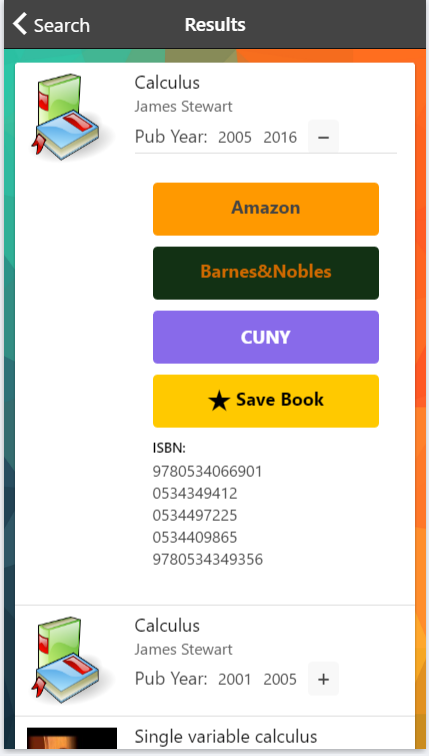 Search Results
Calculus
James Stewart
Pub Year: 2005 2016 −
Amazon
Barnes&Nobles
CUNY
★ Save Book
ISBN:
9780534066901
0534349412
0534497225
0534409865
9780534349356
Calculus
James Stewart
Pub Year: 2001 2005 +
Single variable calculus